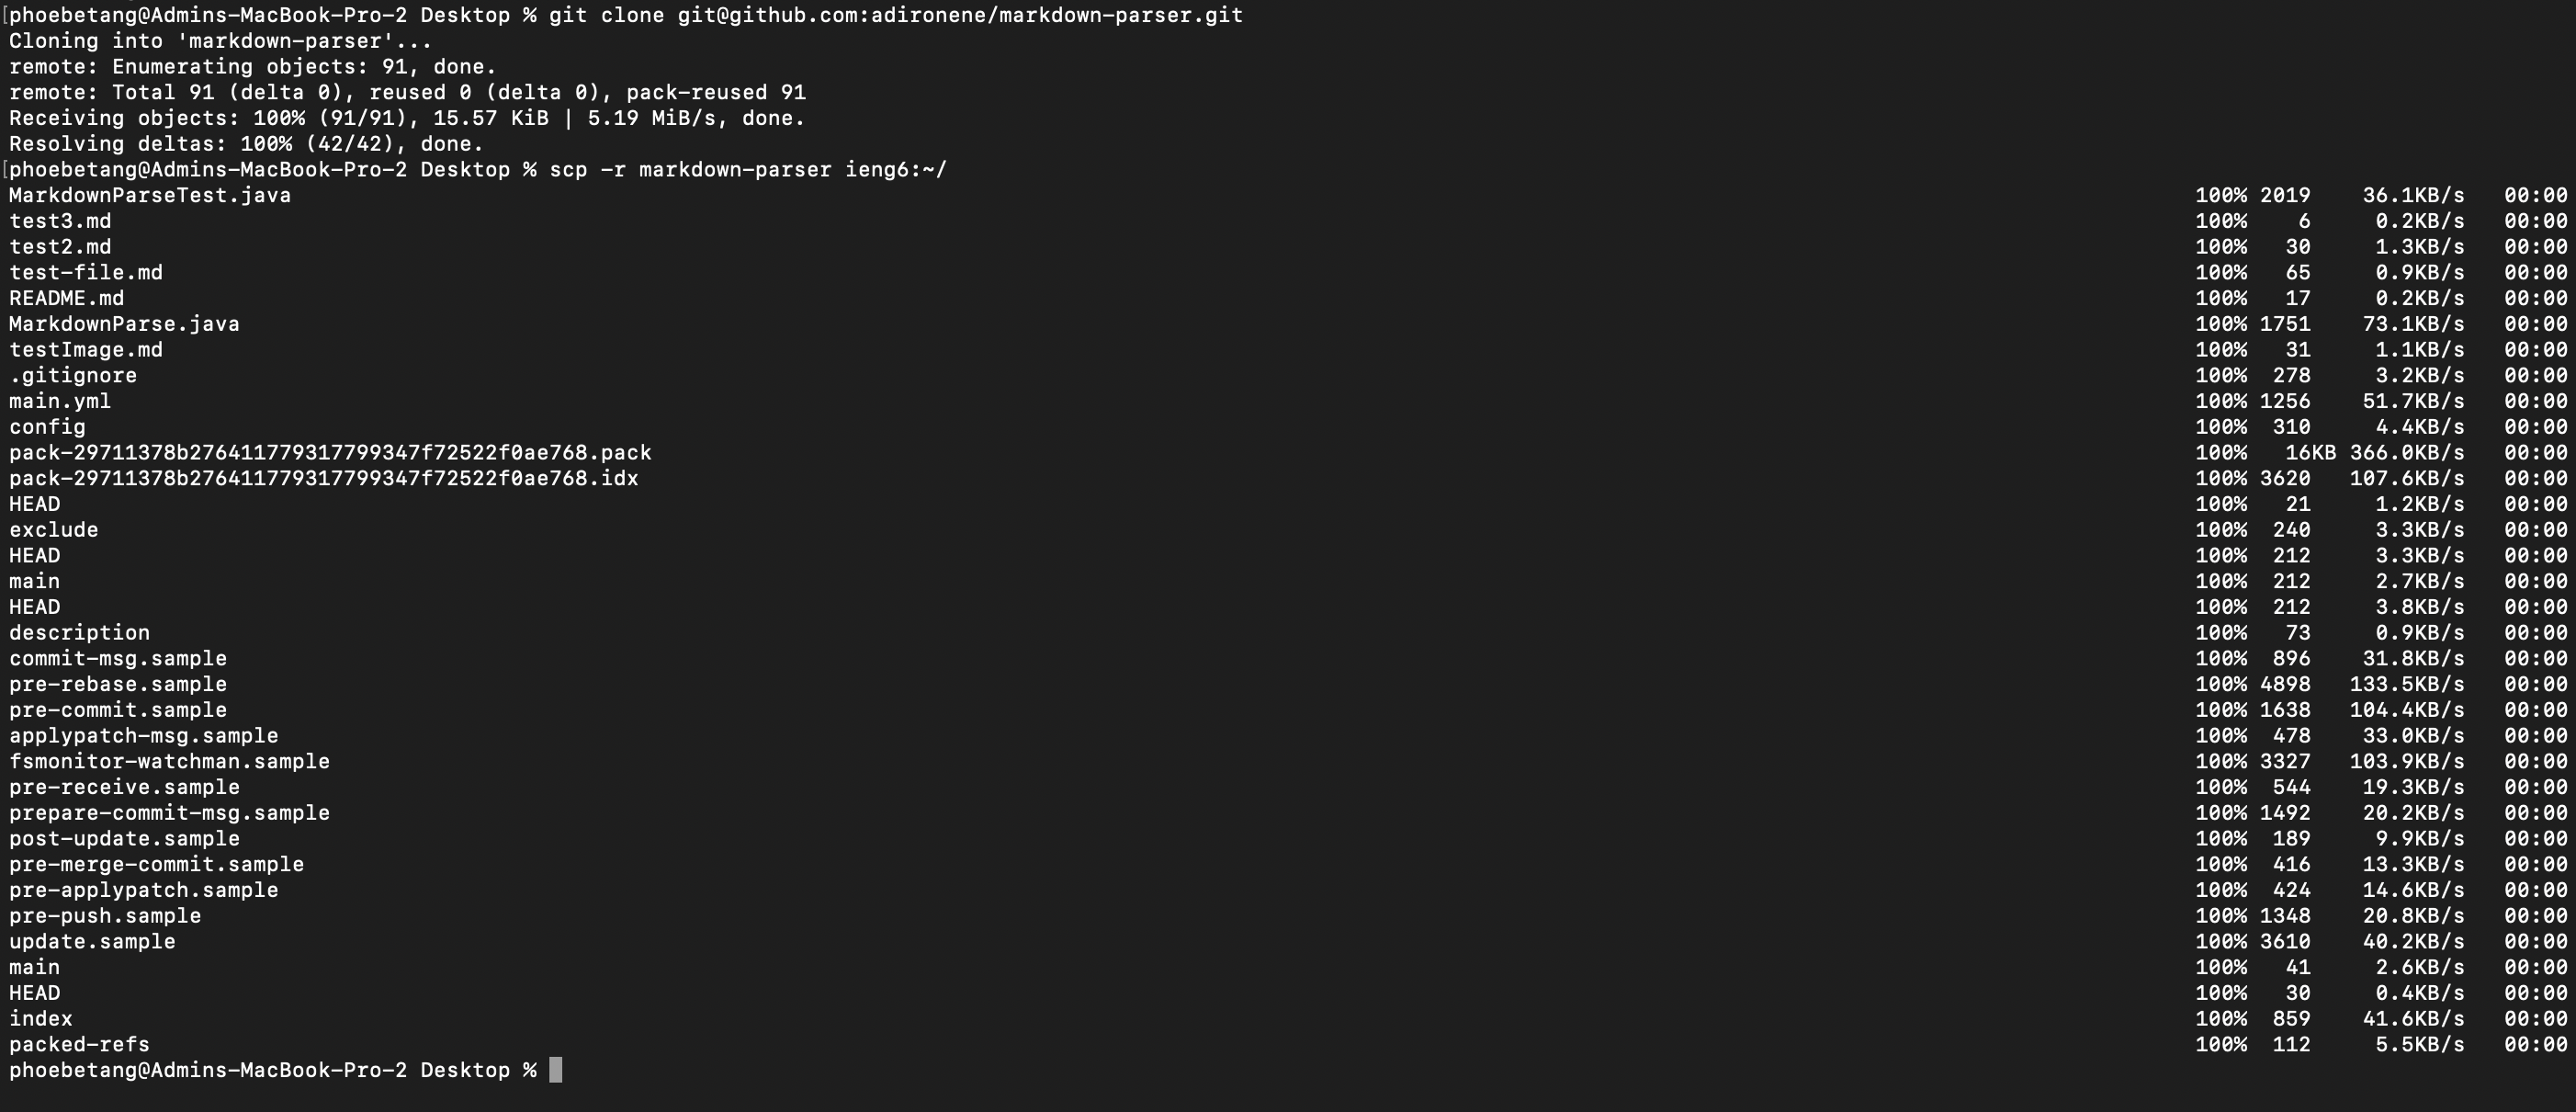 [phoebetang@Admins-MacBook-Pro-2 Desktop % git clone git@github.com:adironene/markdown-parser.git
Cloning into 'markdown-parser'...
remote: Enumerating objects: 91, done.
remote: Total 91 (delta 0), reused 0 (delta 0), pack-reused 91
Receiving objects: 100% (91/91), 15.57 KiB | 5.19 MiB/s, done.
Resolving deltas: 100% (42/42), done.
[phoebetang@Admins-MacBook-Pro-2 Desktop % scp -r markdown-parser ieng6:~/
MarkdownParseTest.java 100% 2019 36.1KB/s 00:00
test3.md 100% 6 0.2KB/s 00:00
test2.md 100% 30 1.3KB/s 00:00
test-file.md 100% 65 0.9KB/s 00:00
README.md 100% 17 0.2KB/s 00:00
MarkdownParse.java 100% 1751 73.1KB/s 00:00
testImage.md 100% 31 1.1KB/s 00:00
.gitignore 100% 278 3.2KB/s 00:00
main.yml 100% 1256 51.7KB/s 00:00
config 100% 310 4.4KB/s 00:00
pack-29711378b276411779317799347f72522f0ae768.pack 100% 16KB 366.0KB/s 00:00
pack-29711378b276411779317799347f72522f0ae768.idx 100% 3620 107.6KB/s 00:00
HEAD 100% 21 1.2KB/s 00:00
exclude 100% 240 3.3KB/s 00:00
HEAD 100% 212 3.3KB/s 00:00
main 100% 212 2.7KB/s 00:00
HEAD 100% 212 3.8KB/s 00:00
description 100% 73 0.9KB/s 00:00
commit-msg.sample 100% 896 31.8KB/s 00:00
pre-rebase.sample 100% 4898 133.5KB/s 00:00
pre-commit.sample 100% 1638 104.4KB/s 00:00
applypatch-msg.sample 100% 478 33.0KB/s 00:00
fsmonitor-watchman.sample 100% 3327 103.9KB/s 00:00
pre-receive.sample 100% 544 19.3KB/s 00:00
prepare-commit-msg.sample 100% 1492 20.2KB/s 00:00
post-update.sample 100% 189 9.9KB/s 00:00
pre-merge-commit.sample 100% 416 13.3KB/s 00:00
pre-applypatch.sample 100% 424 14.6KB/s 00:00
pre-push.sample 100% 1348 20.8KB/s 00:00
update.sample 100% 3610 40.2KB/s 00:00
main 100% 41 2.6KB/s 00:00
HEAD 100% 30 0.4KB/s 00:00
index 100% 859 41.6KB/s 00:00
packed-refs 100% 112 5.5KB/s 00:00
phoebetang@Admins-MacBook-Pro-2 Desktop %